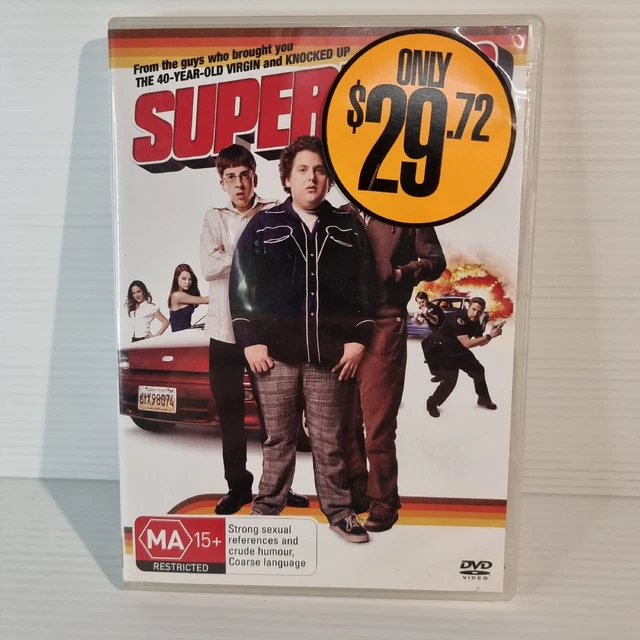 From the guys who brought you
THE 40-YEAR-OLD VIRGIN and KNOCKED UP
SUPER
ONLY
$29.72
61X98074
MA 15+
RESTRICTED
Strong sexual
references and
crude humour,
Coarse language
DVD
VIDEO